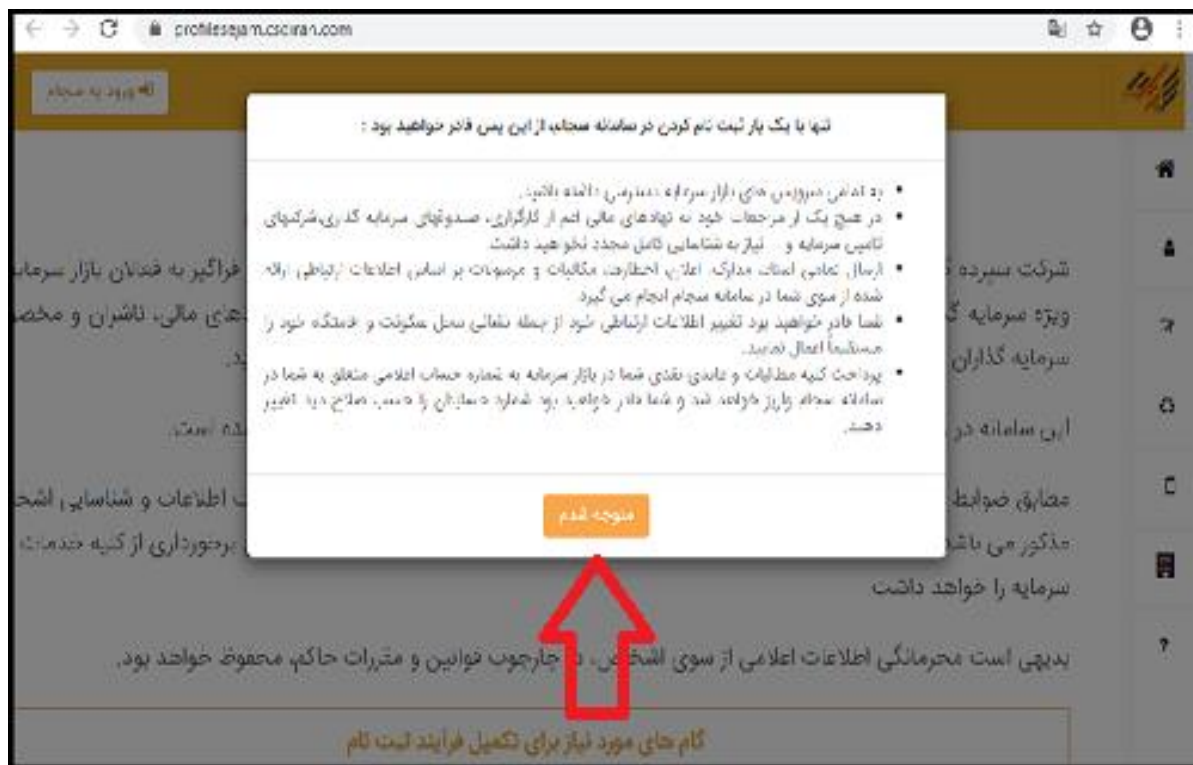 profilesejam.csdiran.com
ورود به سجام
تنها با یک بار ثبت نام کردن در سامانه سجام، از این پس قادر خواهید بود :
به تمامی سرویس های بازار سرمایه دسترسی داشته باشید.
در هیچ یک از مراجعات خود به نهادهای مالی اعم از کارگزاری، صندوقهای سرمایه گذاری،شرکتهای
تامین سرمایه و ... نیاز به شناسایی کامل مجدد نخواهید داشت.
ارسال تمامی اسناد، مدارک، اعلان، اخطارها، مکاتبات و مرسولات بر اساس اطلاعات ارتباطی ارائه
شده از سوی شما در سامانه سجام انجام می گیرد.
شما قادر خواهید بود تغییر اطلاعات ارتباطی خود از جمله نشانی محل سکونت و اقامتگاه خود را
مستقیماً اعمال نمایید.
پرداخت کلیه مطالبات و عایدی نقدی شما در بازار سرمایه به شماره حساب اعلامی متعلق به شما در
سامانه سجام واریز خواهد شد و شما قادر خواهید بود شماره حسابتان را حسب صلاح دید تغییر
دهید.
متوجه شدم
شرکت سپرده
فراگیر به فعالان بازار سرمایه
ویژه سرمایه
های مالی، ناشران و
سرمایه گذاران
این سامانه در
شده است.
مطابق ضوابط
اطلاعات و شناسایی
مذکور می باشد
برخورداری از کلیه خدمات
سرمایه را خواهد داشت
بدیهی است محرمانگی اطلاعات اعلامی از سوی اشخاص، در چارچوب قوانین و مقررات حاکم، محفوظ خواهد بود.
گام های مورد نیاز برای تکمیل فرآیند ثبت نام